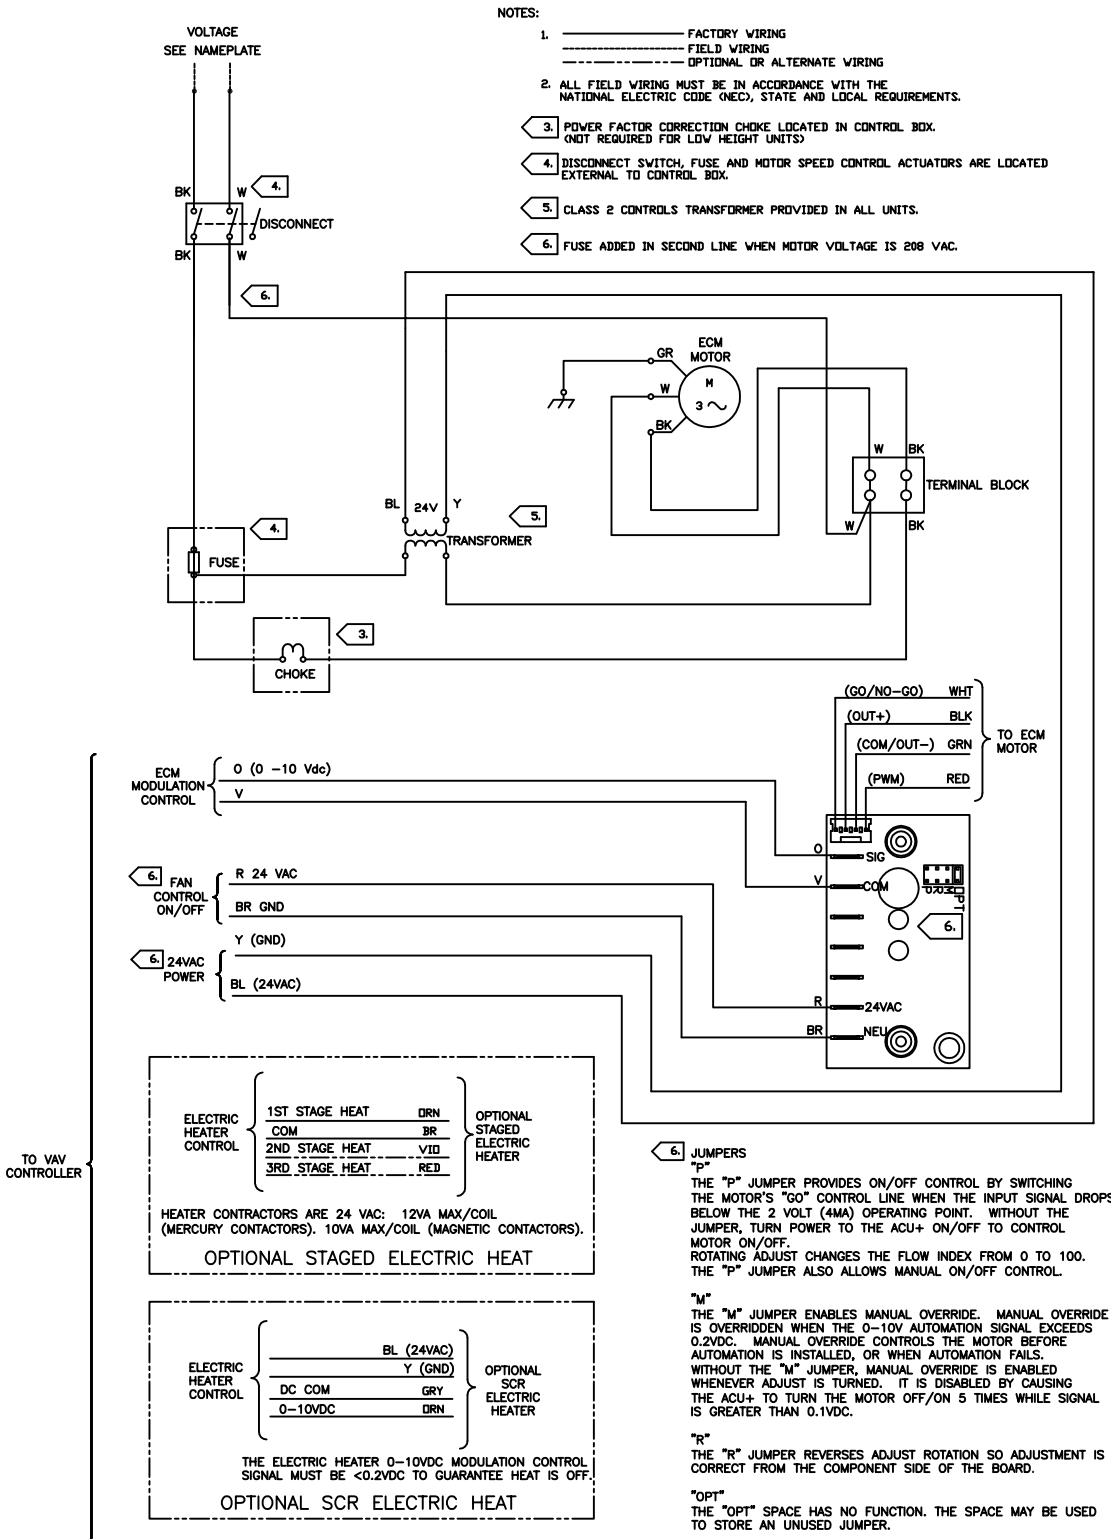 NOTES:
1. FACTORY WIRING
FIELD WIRING
OPTIONAL OR ALTERNATE WIRING
2. ALL FIELD WIRING MUST BE IN ACCORDANCE WITH THE
NATIONAL ELECTRIC CODE (NEC), STATE AND LOCAL REQUIREMENTS.
3. POWER FACTOR CORRECTION CHOKE LOCATED IN CONTROL BOX.
(NOT REQUIRED FOR LOW HEIGHT UNITS)
4. DISCONNECT SWITCH, FUSE AND MOTOR SPEED CONTROL ACTUATORS ARE LOCATED
EXTERNAL TO CONTROL BOX.
5. CLASS 2 CONTROLS TRANSFORMER PROVIDED IN ALL UNITS.
6. FUSE ADDED IN SECOND LINE WHEN MOTOR VOLTAGE IS 208 VAC.
VOLTAGE
SEE NAMEPLATE
BK W 4.
DISCONNECT
BK W
6.
ECM
MOTOR
GR
M
W
3
BK
W BK
TERMINAL BLOCK
W BK
BL 24V Y
5.
TRANSFORMER
4.
FUSE
3.
CHOKE
(GO/NO-GO) WHT
(OUT+) BLK
(COM/OUT-) GRN
(PWM) RED
TO ECM
MOTOR
ECM
MODULATION
CONTROL
O (0 -10 Vdc)
V
6. FAN
CONTROL
ON/OFF
R 24 VAC
BR GND
6. 24VAC
POWER
Y (GND)
BL (24VAC)
O SIG
V COM
P
R
M
OPT
6.
R 24VAC
BR NEU
TO VAV
CONTROLLER
ELECTRIC
HEATER
CONTROL
1ST STAGE HEAT ORN
COM BR
2ND STAGE HEAT VIO
3RD STAGE HEAT RED
OPTIONAL
STAGED
ELECTRIC
HEATER
HEATER CONTRACTORS ARE 24 VAC: 12VA MAX/COIL
(MERCURY CONTACTORS). 10VA MAX/COIL (MAGNETIC CONTACTORS).
OPTIONAL STAGED ELECTRIC HEAT
ELECTRIC
HEATER
CONTROL
BL (24VAC)
Y (GND)
DC COM GRY
0-10VDC ORN
OPTIONAL
SCR
ELECTRIC
HEATER
THE ELECTRIC HEATER 0-10VDC MODULATION CONTROL
SIGNAL MUST BE <0.2VDC TO GUARANTEE HEAT IS OFF.
OPTIONAL SCR ELECTRIC HEAT
6. JUMPERS
"P"
THE "P" JUMPER PROVIDES ON/OFF CONTROL BY SWITCHING
THE MOTOR'S "GO" CONTROL LINE WHEN THE INPUT SIGNAL DROPS
BELOW THE 2 VOLT (4MA) OPERATING POINT. WITHOUT THE
JUMPER, TURN POWER TO THE ACU+ ON/OFF TO CONTROL
MOTOR ON/OFF.
ROTATING ADJUST CHANGES THE FLOW INDEX FROM 0 TO 100.
THE "P" JUMPER ALSO ALLOWS MANUAL ON/OFF CONTROL.
"M"
THE "M" JUMPER ENABLES MANUAL OVERRIDE. MANUAL OVERRIDE
IS OVERRIDDEN WHEN THE 0-10V AUTOMATION SIGNAL EXCEEDS
0.2VDC. MANUAL OVERRIDE CONTROLS THE MOTOR BEFORE
AUTOMATION IS INSTALLED, OR WHEN AUTOMATION FAILS.
WITHOUT THE "M" JUMPER, MANUAL OVERRIDE IS ENABLED
WHENEVER ADJUST IS TURNED. IT IS DISABLED BY CAUSING
THE ACU+ TO TURN THE MOTOR OFF/ON 5 TIMES WHILE SIGNAL
IS GREATER THAN 0.1VDC.
"R"
THE "R" JUMPER REVERSES ADJUST ROTATION SO ADJUSTMENT IS
CORRECT FROM THE COMPONENT SIDE OF THE BOARD.
"OPT"
THE "OPT" SPACE HAS NO FUNCTION. THE SPACE MAY BE USED
TO STORE AN UNUSED JUMPER.